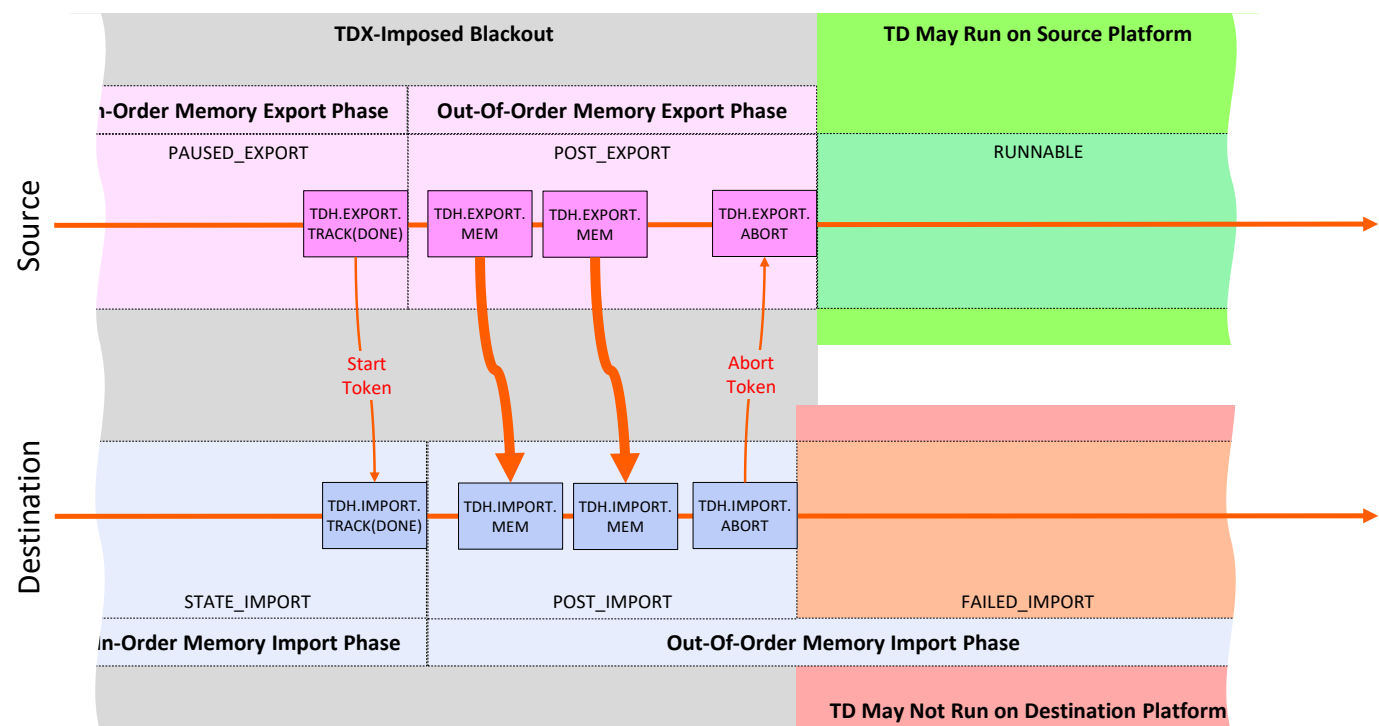 TDX-Imposed Blackout
TD May Run on Source Platform
n-Order Memory Export Phase
Out-Of-Order Memory Export Phase
PAUSED_EXPORT
POST_EXPORT
RUNNABLE
Source
TDH.EXPORT.
TRACK(DONE)
TDH.EXPORT.
MEM
TDH.EXPORT.
MEM
TDH.EXPORT.
ABORT
Start
Token
Abort
Token
Destination
TDH.IMPORT.
TRACK(DONE)
TDH.IMPORT.
MEM
TDH.IMPORT.
MEM
TDH.IMPORT.
ABORT
STATE_IMPORT
POST_IMPORT
FAILED_IMPORT
In-Order Memory Import Phase
Out-Of-Order Memory Import Phase
TD May Not Run on Destination Platform